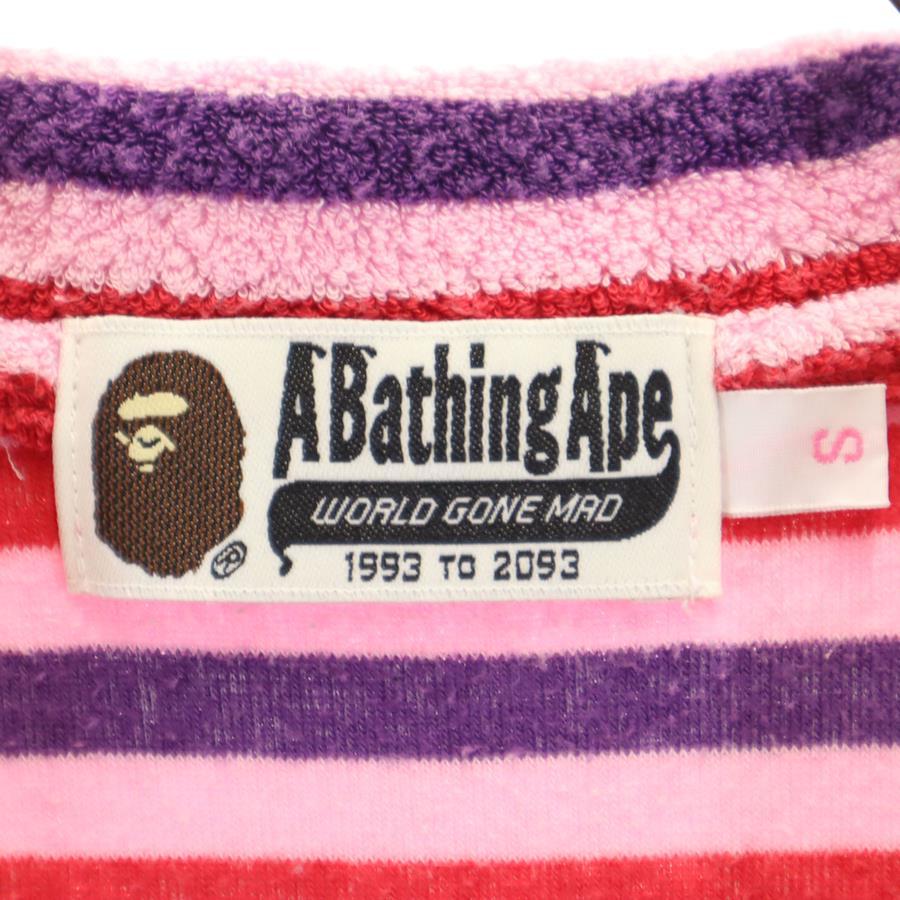 A Bathing Ape
WORLD GONE MAD
1993 TO 2093
®
S